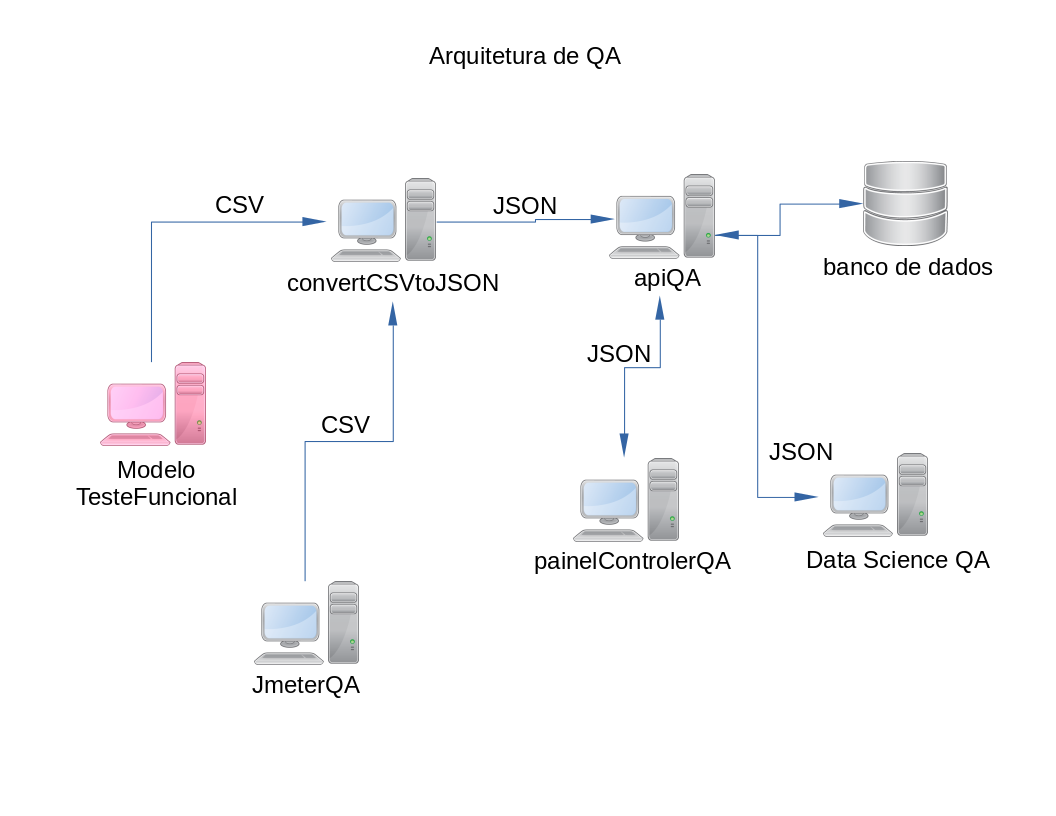 Arquitetura de QA
CSV
JSON
convertCSVtoJSON
apiQA
banco de dados
JSON
CSV
JSON
Modelo
TesteFuncional
painelControlerQA
Data Science QA
JmeterQA